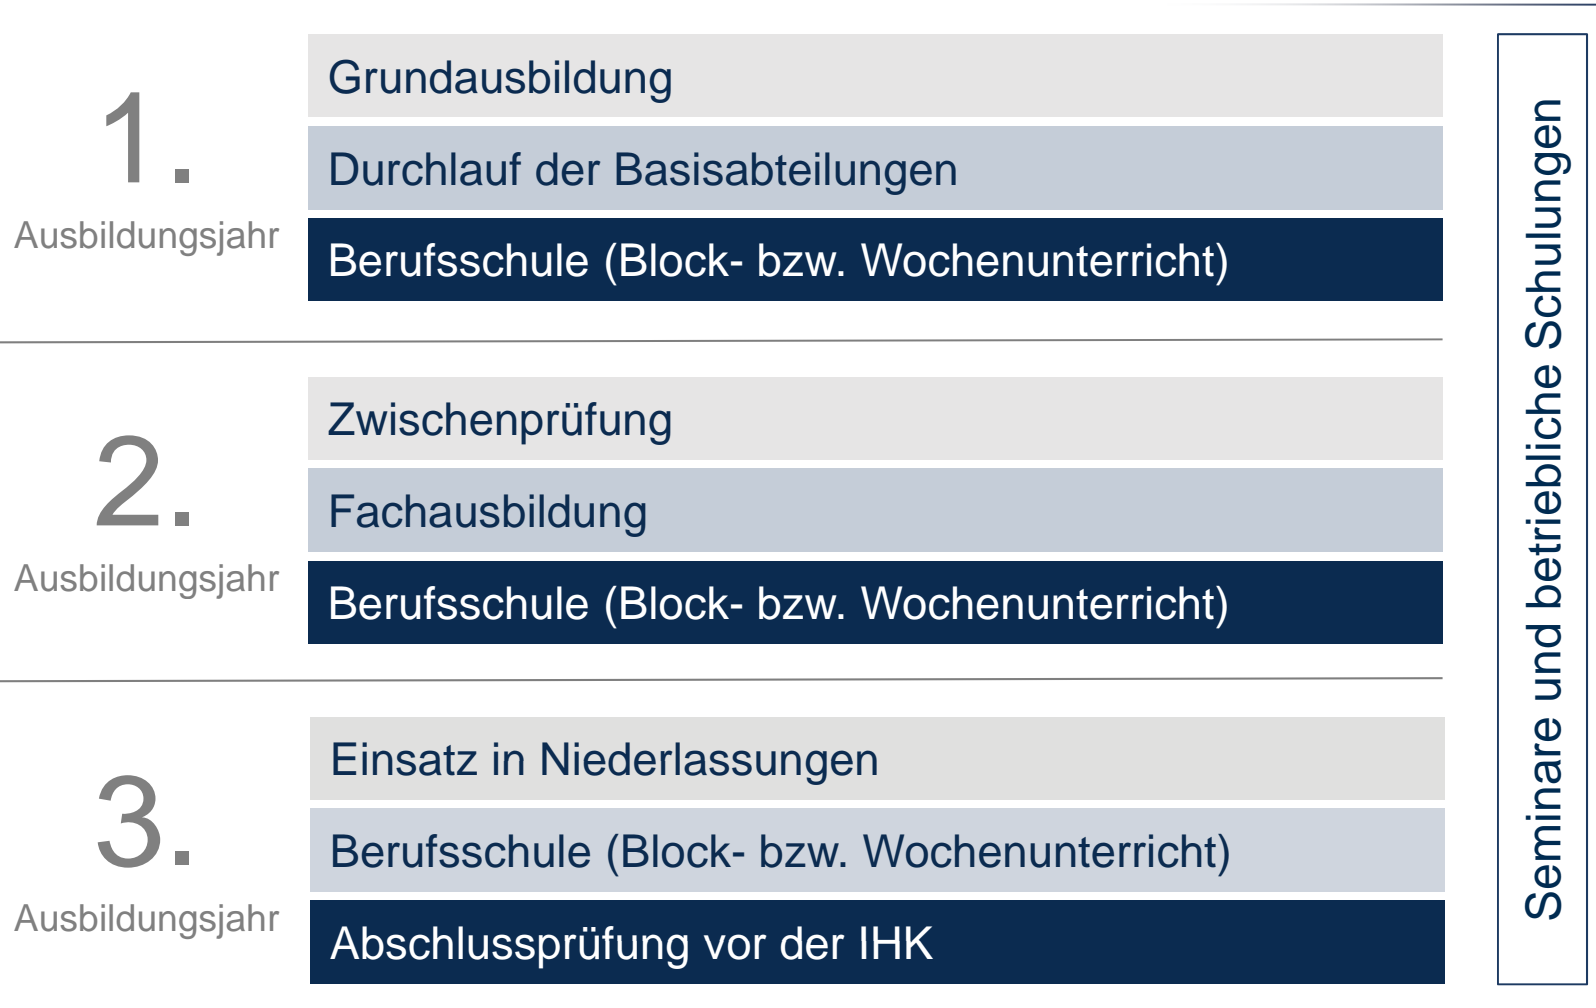 1.
Ausbildungsjahr
Grundausbildung
Durchlauf der Basisabteilungen
Berufsschule (Block- bzw. Wochenunterricht)
2.
Ausbildungsjahr
Zwischenprüfung
Fachausbildung
Berufsschule (Block- bzw. Wochenunterricht)
3.
Ausbildungsjahr
Einsatz in Niederlassungen
Berufsschule (Block- bzw. Wochenunterricht)
Abschlussprüfung vor der IHK
Seminare und betriebliche Schulungen